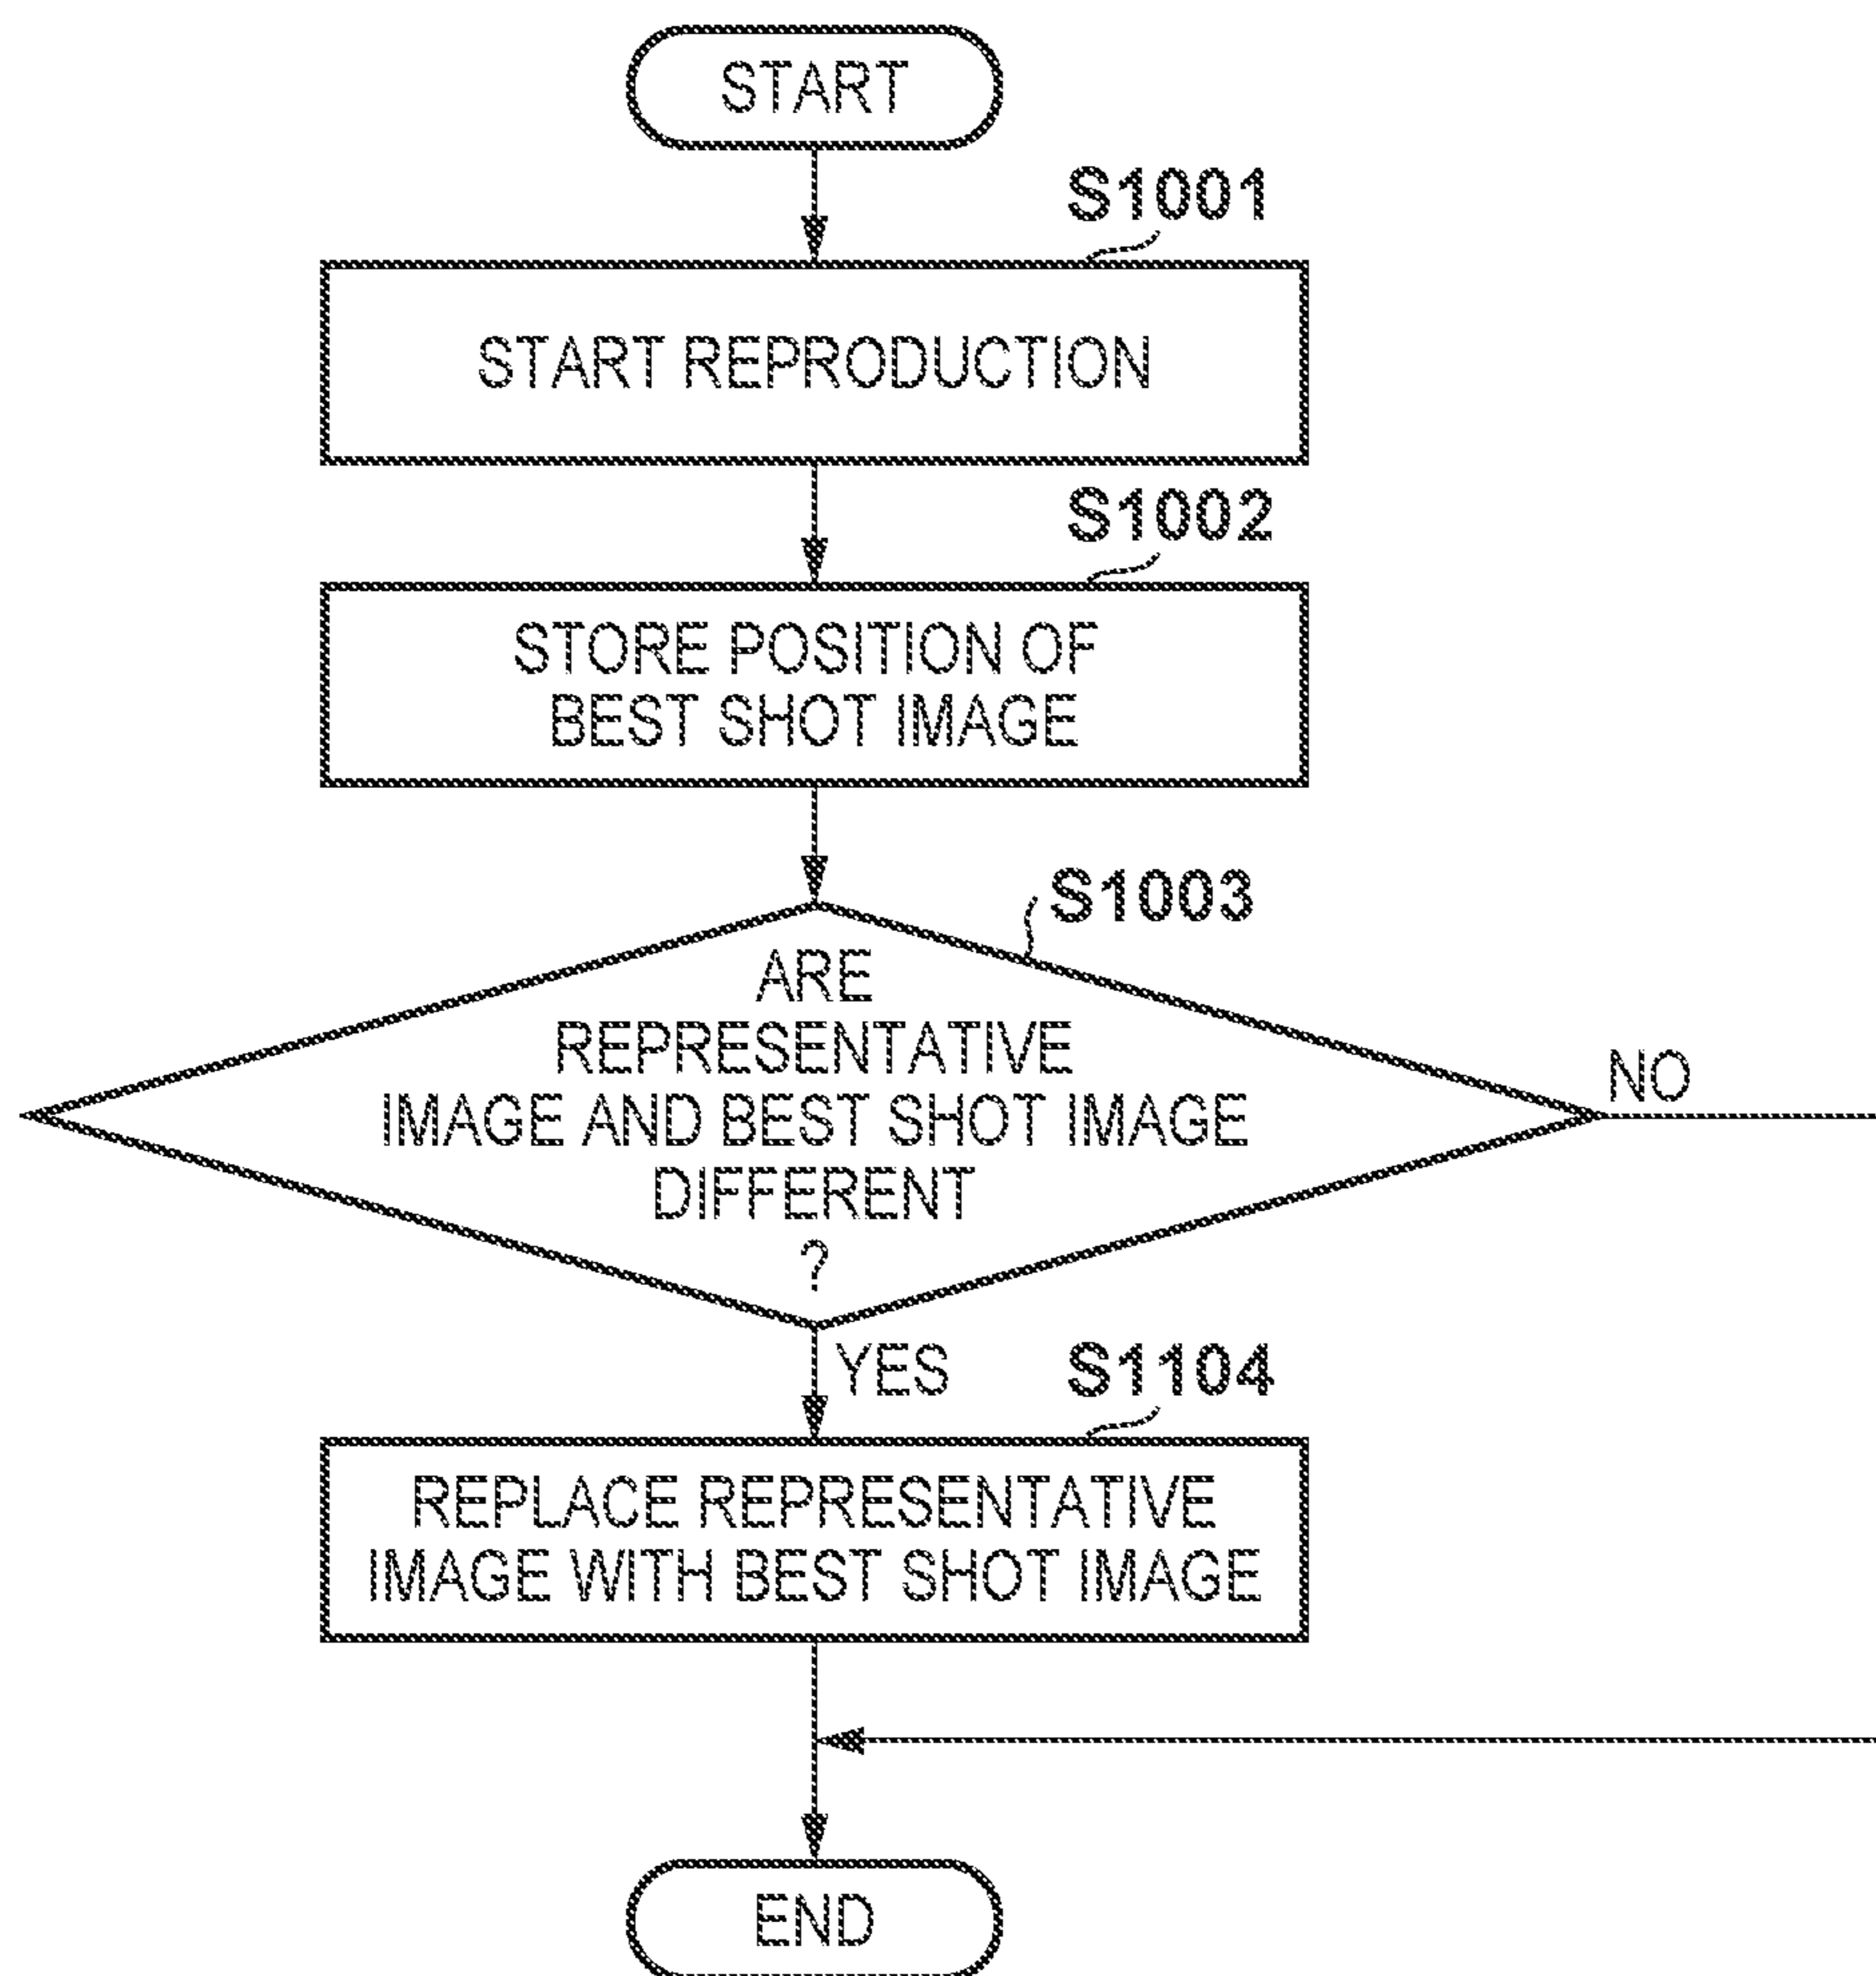 START
S1001
START REPRODUCTION
S1002
STORE POSITION OF
BEST SHOT IMAGE
S1003
ARE
REPRESENTATIVE
IMAGE AND BEST SHOT IMAGE
DIFFERENT
?
NO
YES
S1104
REPLACE REPRESENTATIVE
IMAGE WITH BEST SHOT IMAGE
END